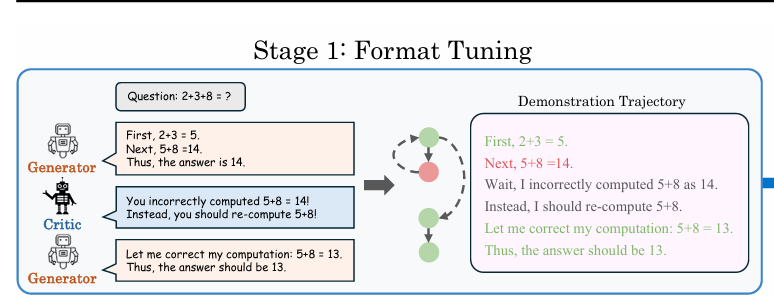 Stage 1: Format Tuning
Question: 2+3+8 = ?
Generator
First, 2+3 = 5.
Next, 5+8 =14.
Thus, the answer is 14.
Critic
You incorrectly computed 5+8 = 14!
Instead, you should re-compute 5+8!
Generator
Let me correct my computation: 5+8 = 13.
Thus, the answer should be 13.
Demonstration Trajectory
First, 2+3 = 5.
Next, 5+8 =14.
Wait, I incorrectly computed 5+8 as 14.
Instead, I should re-compute 5+8.
Let me correct my computation: 5+8 = 13.
Thus, the answer should be 13.